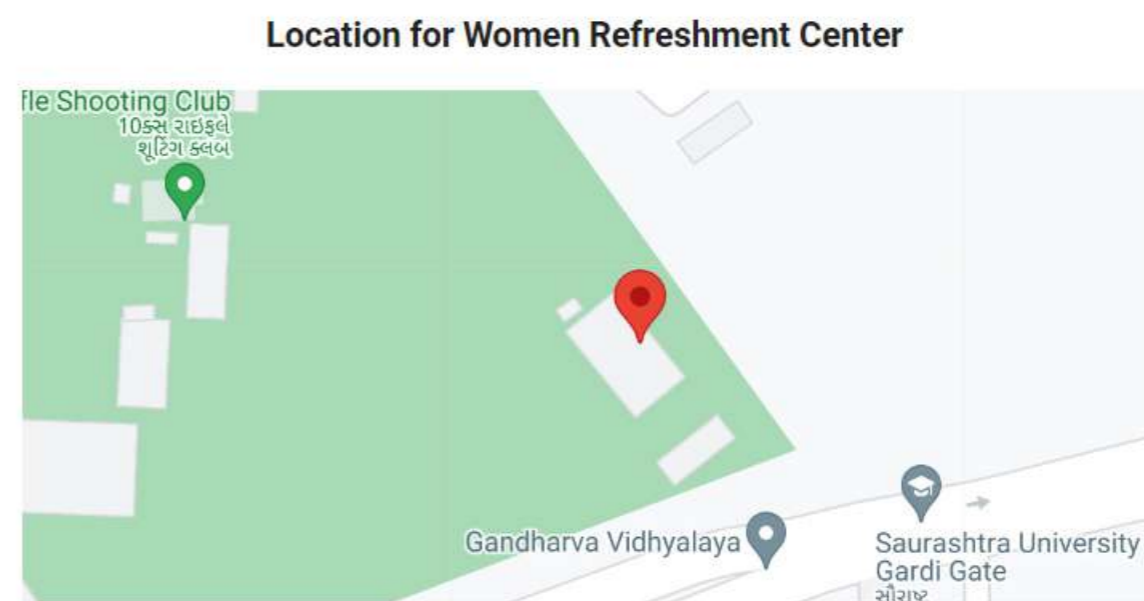 Location for Women Refreshment Center
fle Shooting Club
10ક્સ રાઇફલે
શૂટિંગ ક્લબ
Gandharva Vidhyalaya
Saurashtra University
Gardi Gate
સૌરાષ્ટ્ર